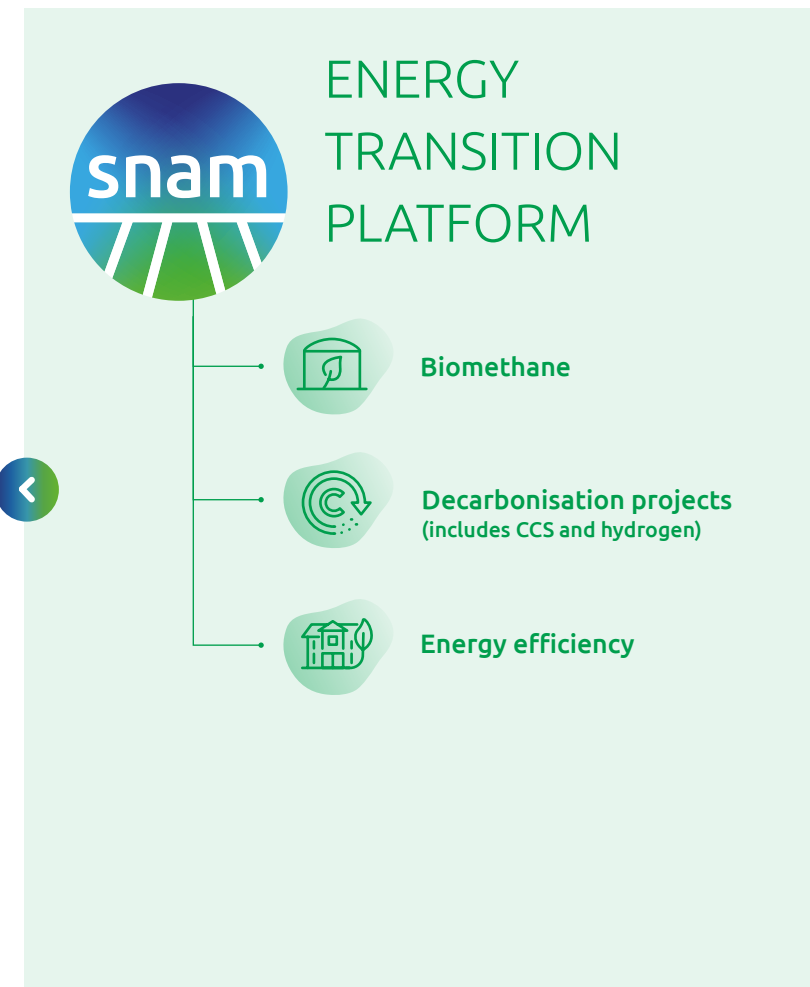 snam
ENERGY
TRANSITION
PLATFORM
Biomethane
Decarbonisation projects
(includes CCS and hydrogen)
Energy efficiency